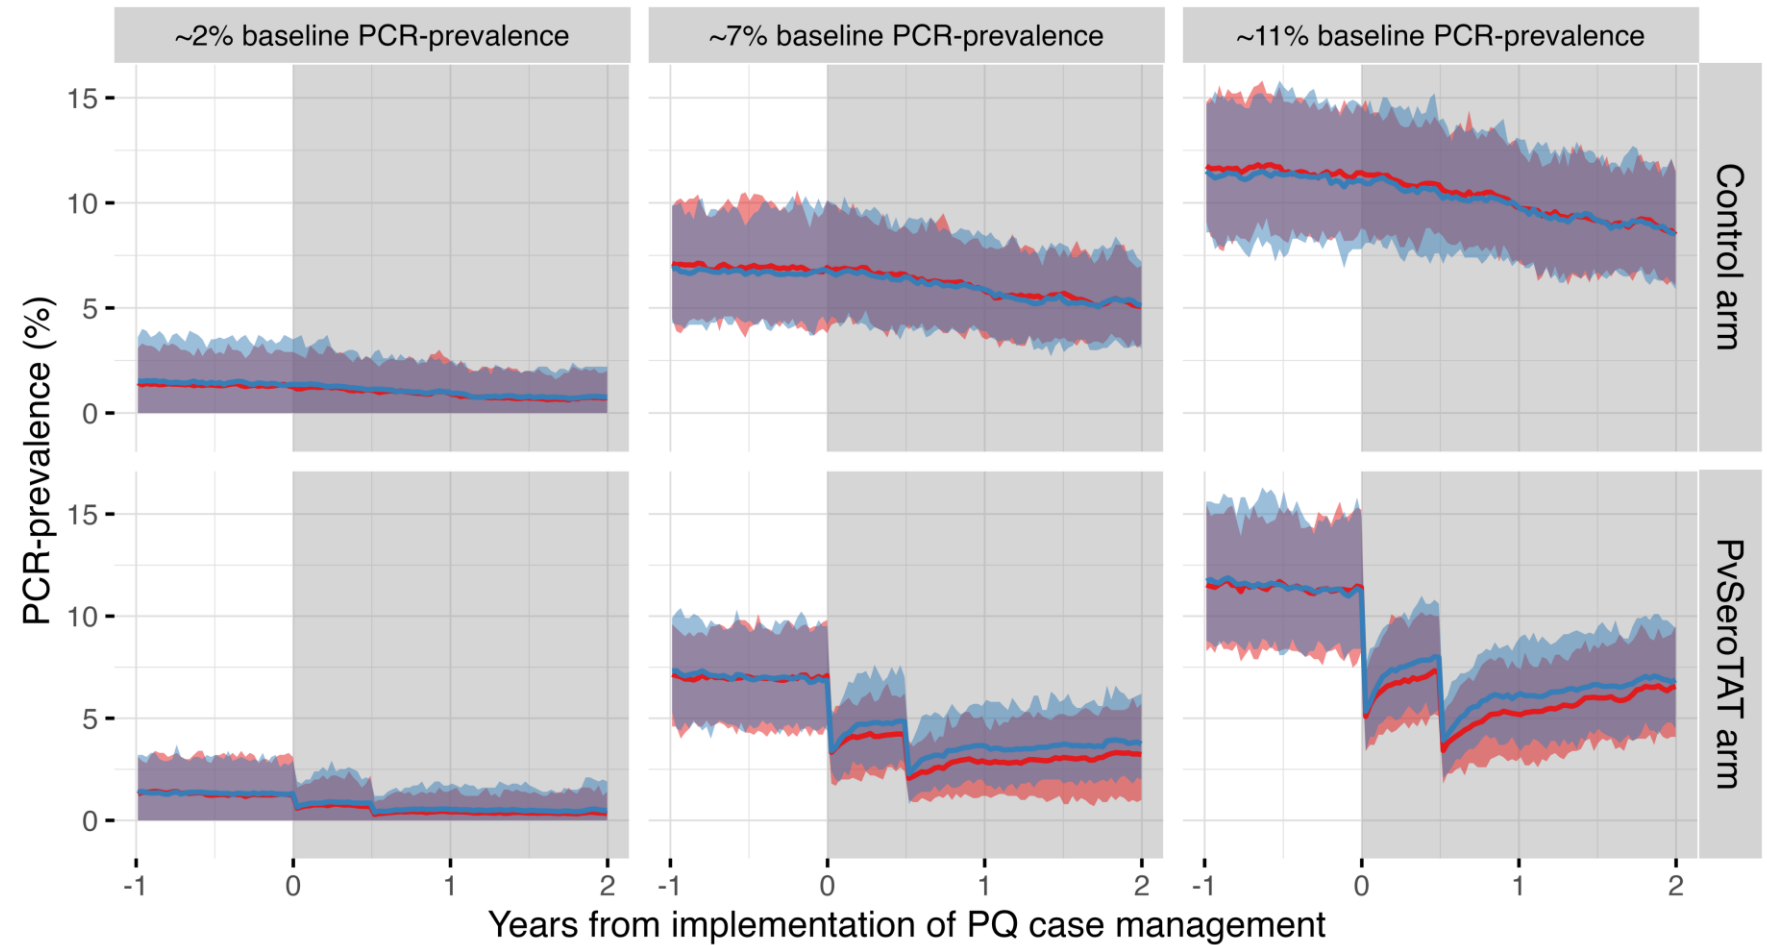 ~2% baseline PCR-prevalence
~7% baseline PCR-prevalence
~11% baseline PCR-prevalence
PCR-prevalence (%)
15
10
5
0
Control arm
15
10
5
0
PvSeroTAT arm
-1 0 1 2
-1 0 1 2
-1 0 1 2
Years from implementation of PQ case management